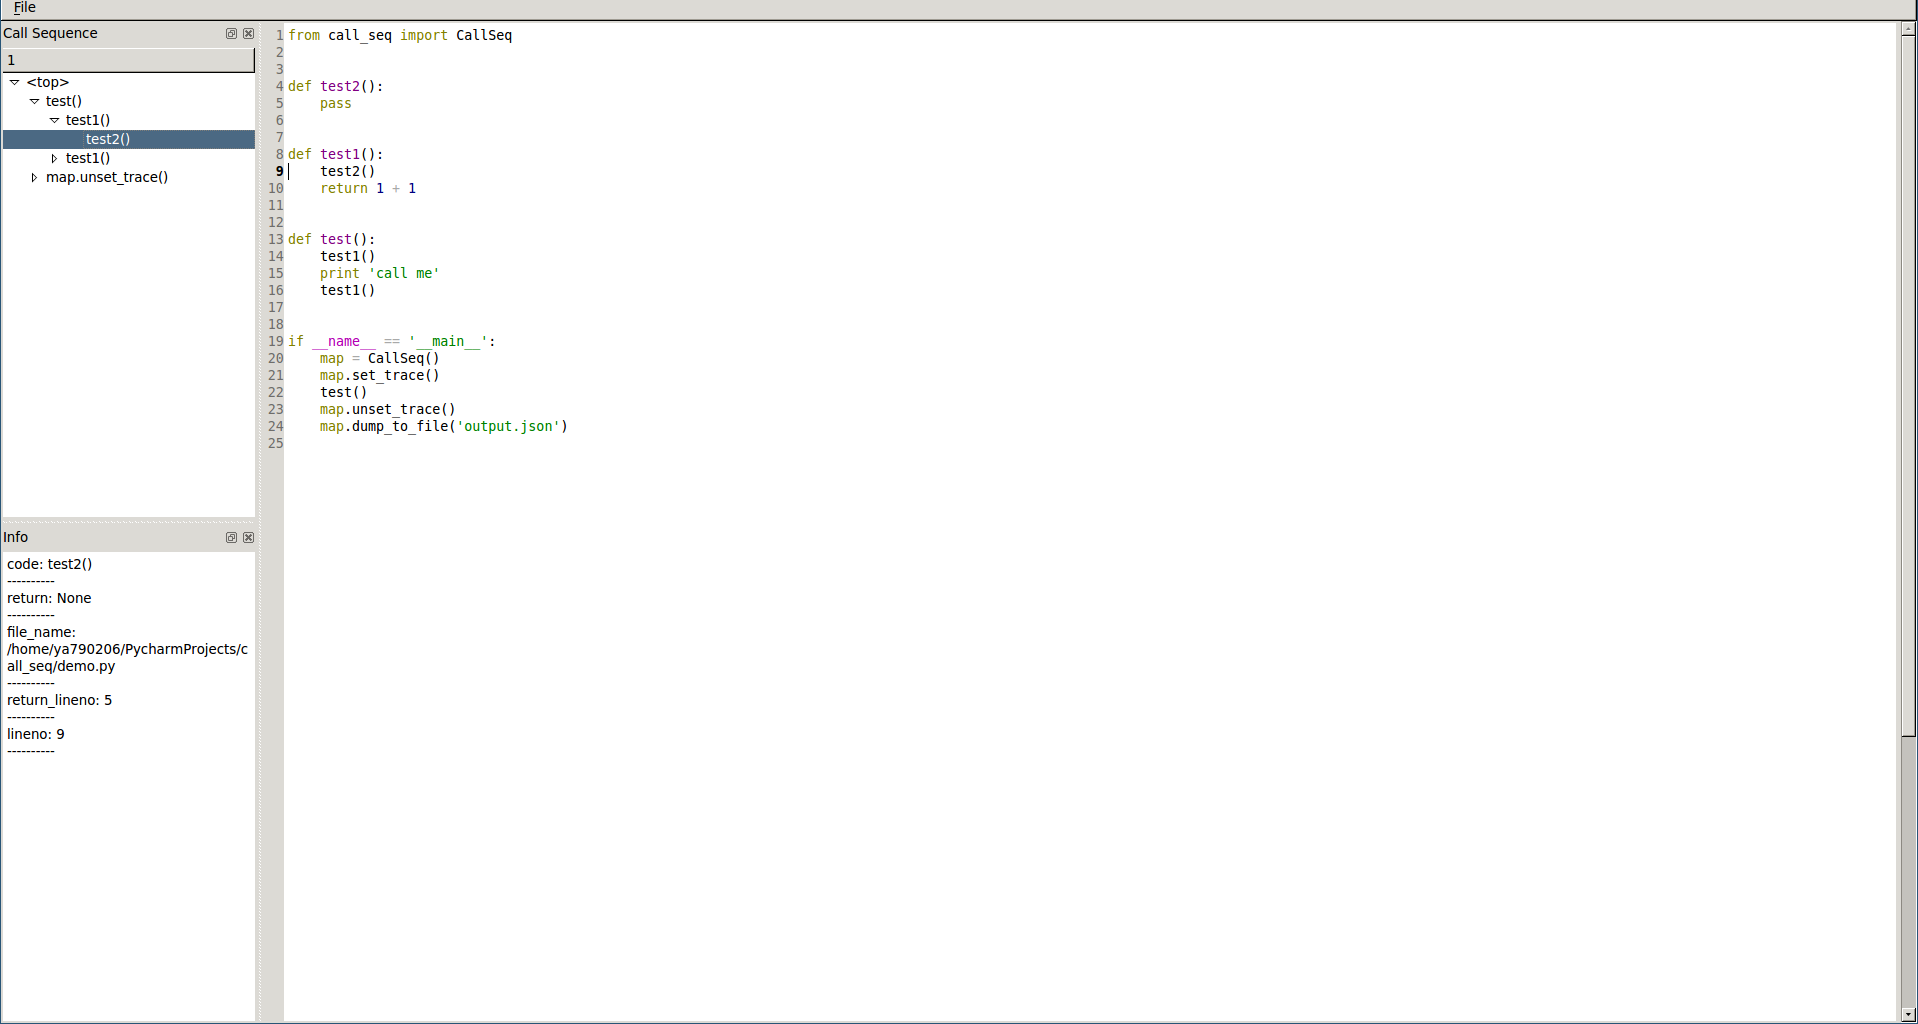 File
Call Sequence
1
<top>
test()
test1()
test2()
test1()
map.unset_trace()
Info
code: test2()
----------
return: None
----------
file_name:
/home/ya790206/PycharmProjects/c
all_seq/demo.py
----------
return_lineno: 5
----------
lineno: 9
----------
1 from call_seq import CallSeq
2
3
4 def test2():
5     pass
6
7
8 def test1():
9     test2()
10     return 1 + 1
11
12
13 def test():
14     test1()
15     print 'call me'
16     test1()
17
18
19 if __name__ == '__main__':
20     map = CallSeq()
21     map.set_trace()
22     test()
23     map.unset_trace()
24     map.dump_to_file('output.json')
25